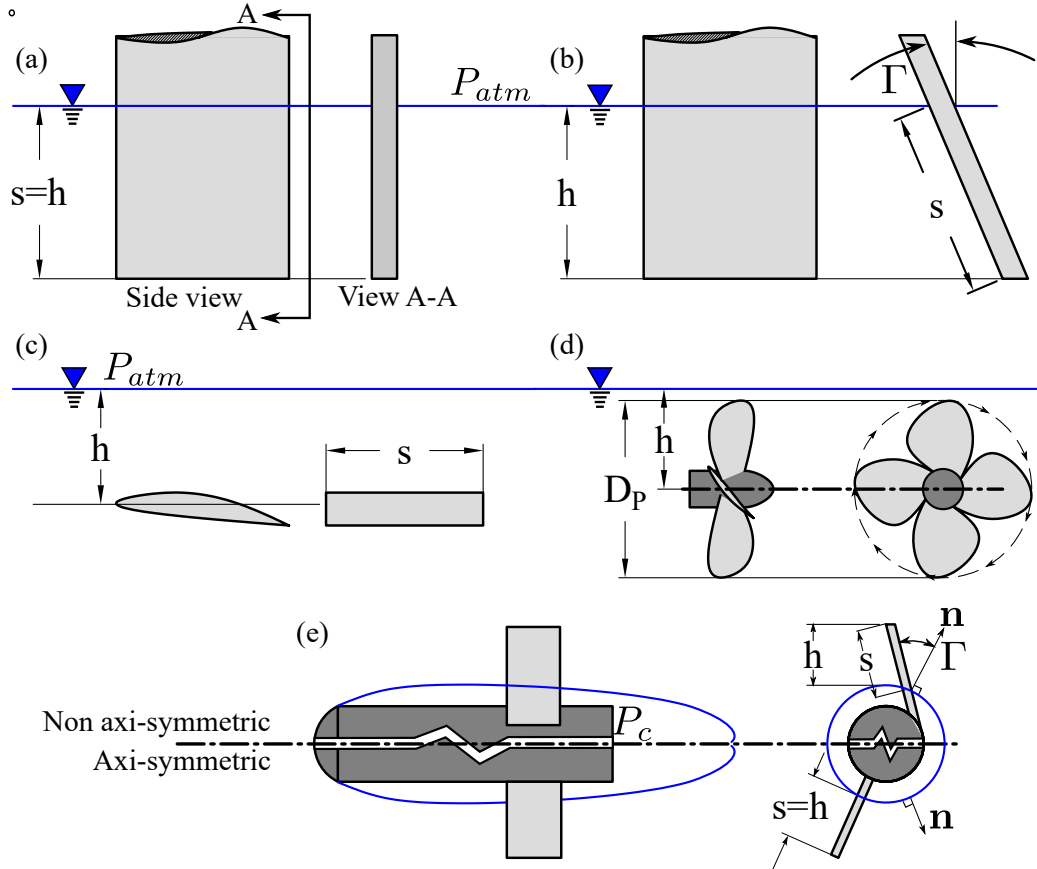 A
(a)
(b)
P_atm
Γ
s=h
h
s
Side view
View A-A
A
(c)
(d)
P_atm
h
s
h
D_P
(e)
n
h
s
Γ
Non axi-symmetric
P_c
Axi-symmetric
s=h
n